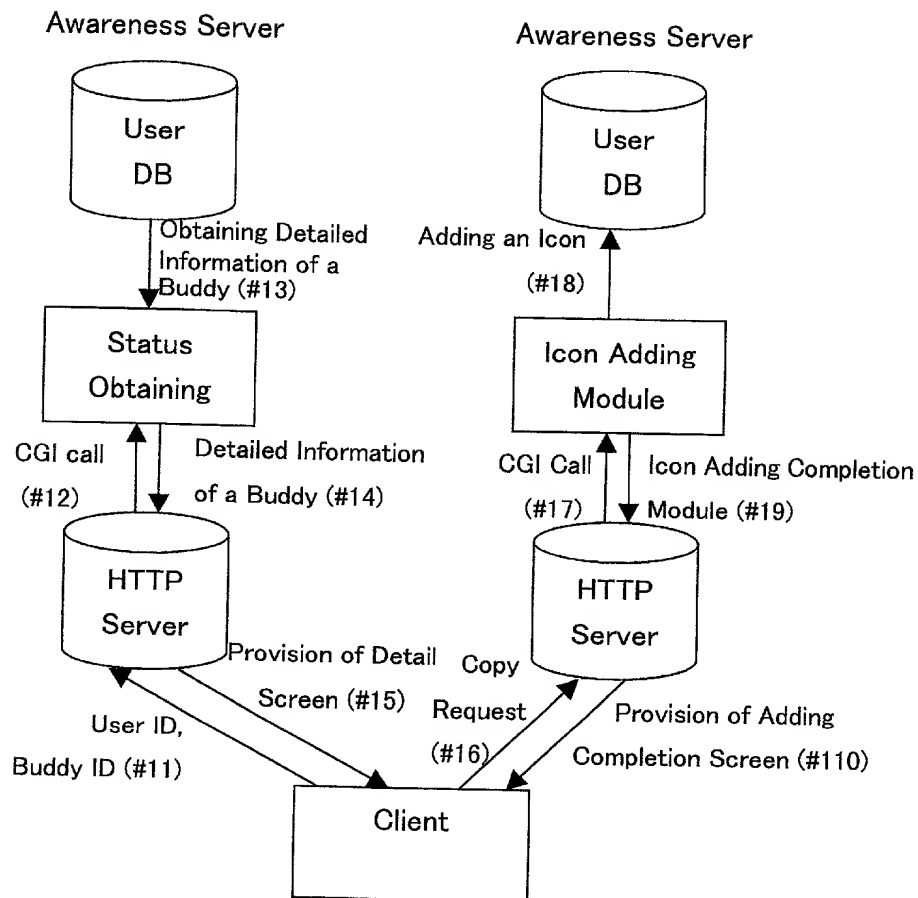 Awareness Server
User
DB
Obtaining Detailed
Information of a
Buddy (#13)
Status
Obtaining
CGI call
(#12)
Detailed Information
of a Buddy (#14)
HTTP
Server
Provision of Detail
Screen (#15)
User ID,
Buddy ID (#11)
Awareness Server
User
DB
Adding an Icon
(#18)
Icon Adding
Module
CGI Call
(#17)
Icon Adding Completion
Module (#19)
HTTP
Server
Copy
Request
(#16)
Provision of Adding
Completion Screen (#110)
Client